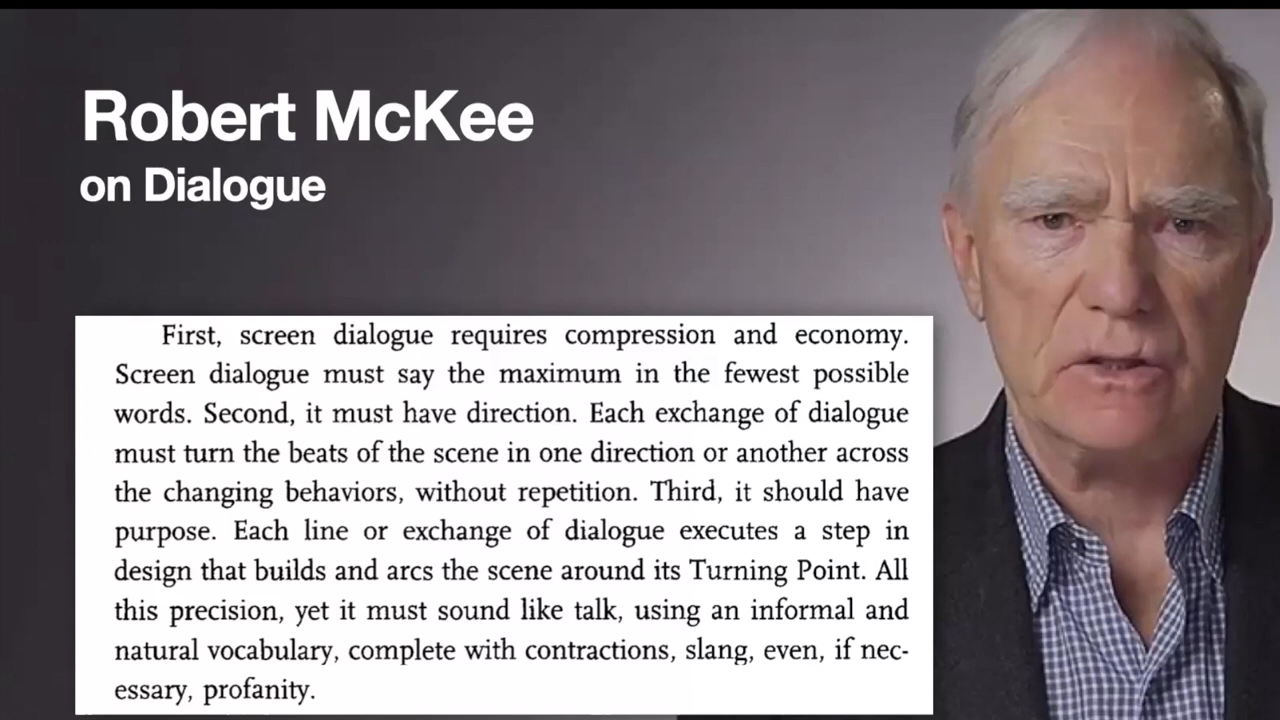 Robert McKee
on Dialogue
First, screen dialogue requires compression and economy.
Screen dialogue must say the maximum in the fewest possible
words. Second, it must have direction. Each exchange of dialogue
must turn the beats of the scene in one direction or another across
the changing behaviors, without repetition. Third, it should have
purpose. Each line or exchange of dialogue executes a step in
design that builds and arcs the scene around its Turning Point. All
this precision, yet it must sound like talk, using an informal and
natural vocabulary, complete with contractions, slang, even, if nec-
essary, profanity.